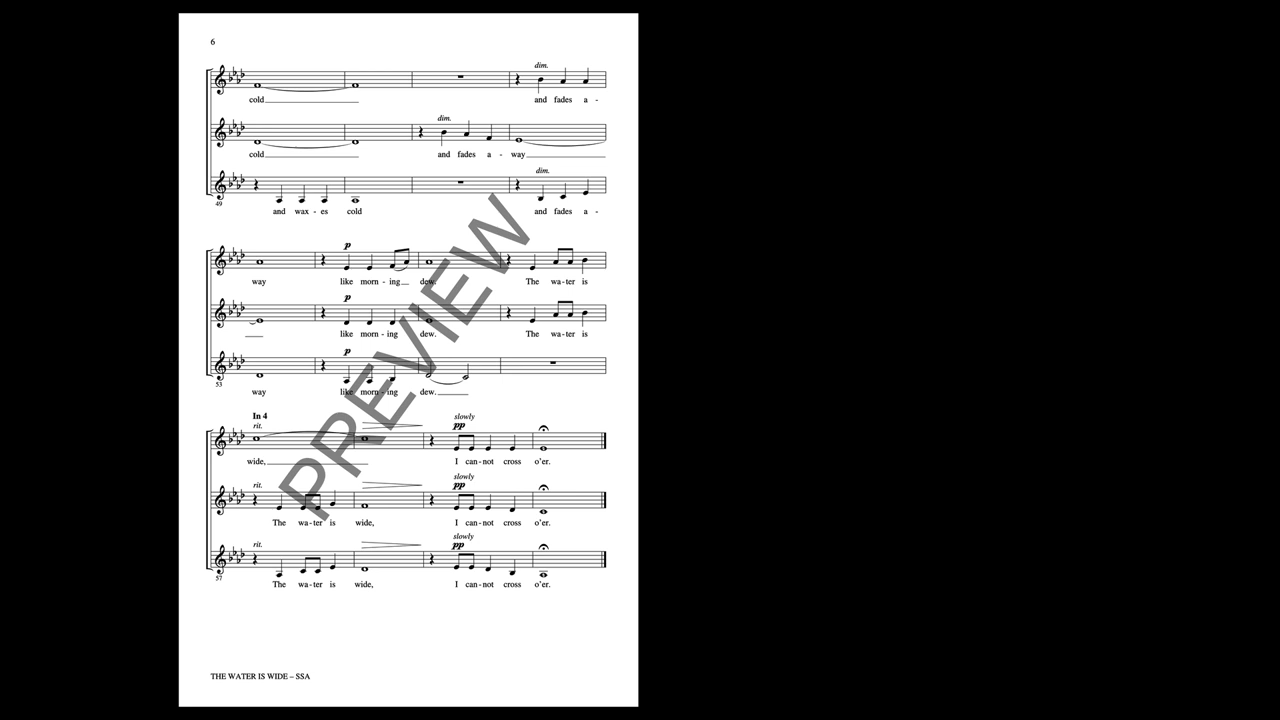 6
dim.
cold and fades a -
dim.
cold and fades a - way
dim.
49
and wax - es cold and fades a -
p
way like morn - ing dew. The wa - ter is
p
like morn - ing dew. The wa - ter is
p
53
way like morn - ing dew.
In 4
rit. slowly
pp
wide, I can - not cross o'er.
rit. slowly
pp
The wa - ter is wide, I can - not cross o'er.
rit. slowly
pp
57
The wa - ter is wide, I can - not cross o'er.
THE WATER IS WIDE – SSA
PREVIEW